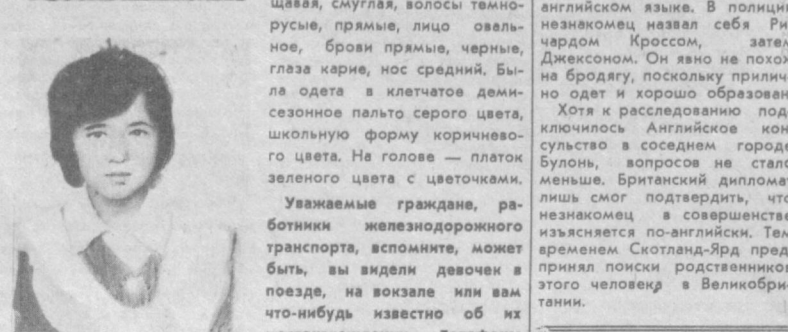 щавая, смуглая, волосы темно-
русые, прямые, лицо оваль-
ное, брови прямые, черные,
глаза карие, нос средний. Бы-
ла одета в клетчатое деми-
сезонное пальто серого цвета,
школьную форму коричнево-
го цвета. На голове — платок
зеленого цвета с цветочками.
Уважаемые граждане, ра-
ботники железнодорожного
транспорта, вспомните, может
быть, вы видели девочек в
поезде, на вокзале или вам
что-нибудь известно об их
английском языке. В полиции
незнакомец назвал себя Ри-
чардом Кроссом, затем
Джексоном. Он явно не похож
на бродягу, поскольку прилич-
но одет и хорошо образован
Хотя к расследованию под-
ключилось Английское кон-
сульство в соседнем городе
Булонь, вопросов не стало
меньше. Британский дипломат
лишь смог подтвердить, что
незнакомец в совершенстве
изъясняется по-английски. Тем
временем Скотланд-Ярд пред-
принял поиски родственников
этого человека в Великобри-
тании.